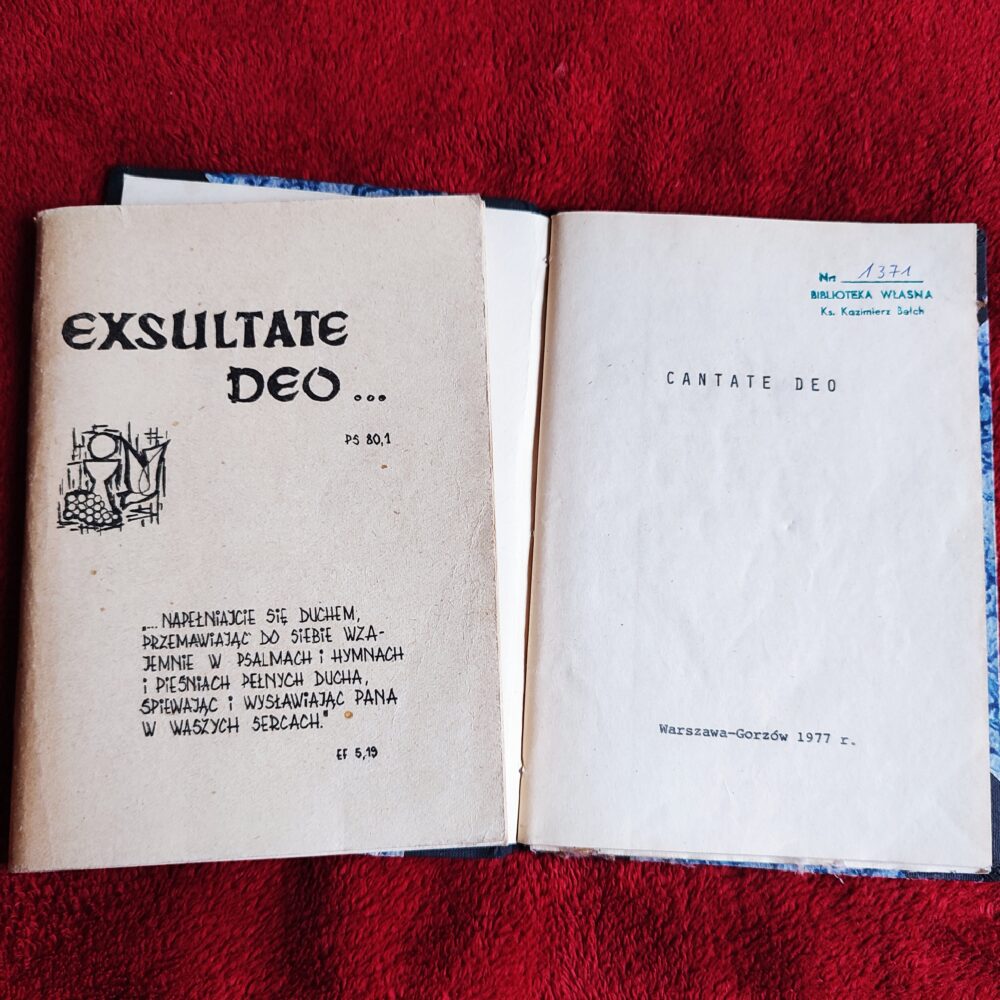 EXSULTATE
DEO...
PS 80,1
„... NAPEŁNIAJCIE SIĘ DUCHEM,
PRZEMAWIAJĄC DO SIEBIE WZA-
JEMNIE W PSALMACH i HYMNACH
i PIEŚNIACH PEŁNYCH DUCHA,
ŚPIEWAJĄC i WYSŁAWIAJĄC PANA
W WASZYCH SERCACH."
EF 5,19
Nr. 1371
BIBLIOTEKA WŁASNA
Ks. Kazimierz Bełch
CANTATE DEO
Warszawa-Gorzów 1977 r.